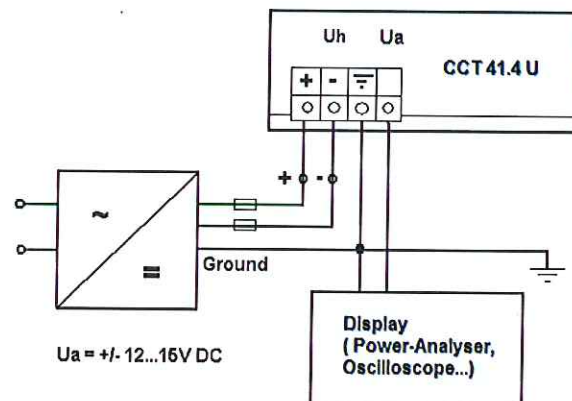 Uh Ua
CCT 41.4 U
+ -
+ -
~
=
Ground
Display
( Power-Analyser,
Oscilloscope...)
Ua = +/- 12...15V DC